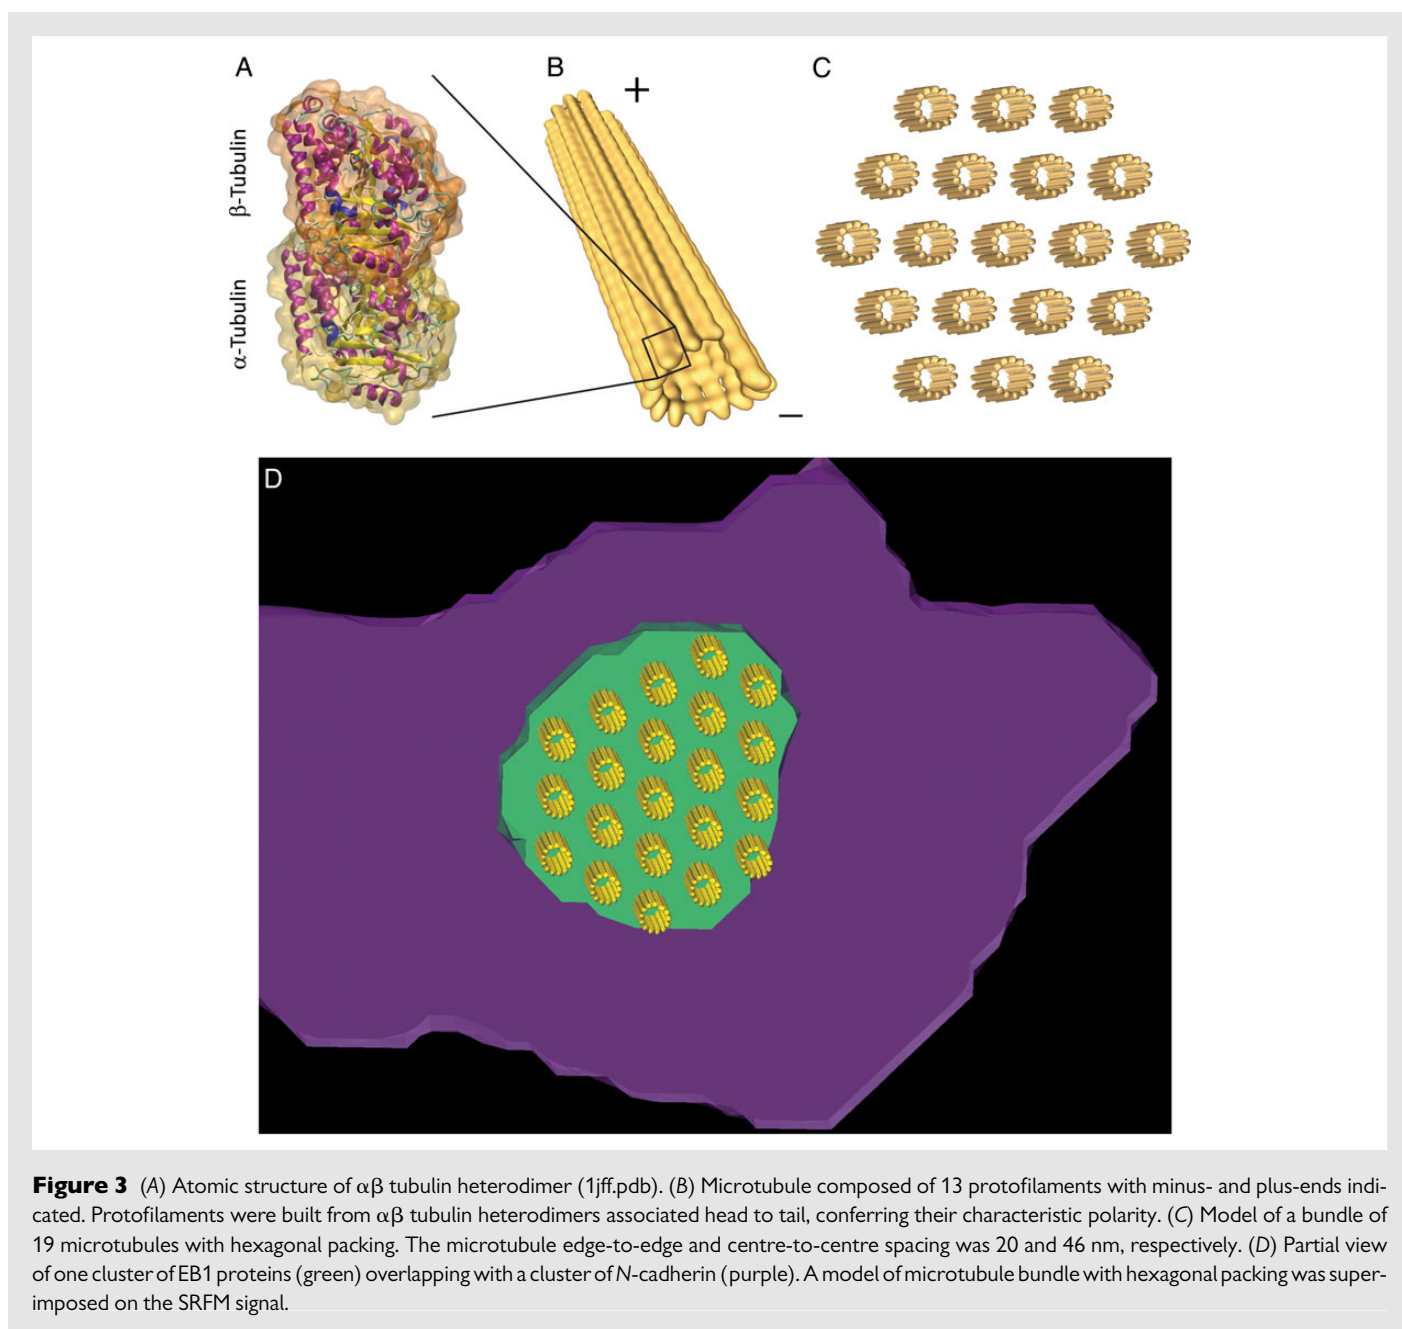 A
B
C
+
β-Tubulin
α-Tubulin
–
D
Figure 3 (A) Atomic structure of αβ tubulin heterodimer (1jff.pdb). (B) Microtubule composed of 13 protofilaments with minus- and plus-ends indi-
cated. Protofilaments were built from αβ tubulin heterodimers associated head to tail, conferring their characteristic polarity. (C) Model of a bundle of
19 microtubules with hexagonal packing. The microtubule edge-to-edge and centre-to-centre spacing was 20 and 46 nm, respectively. (D) Partial view
of one cluster of EB1 proteins (green) overlapping with a cluster of N-cadherin (purple). A model of microtubule bundle with hexagonal packing was super-
imposed on the SRFM signal.